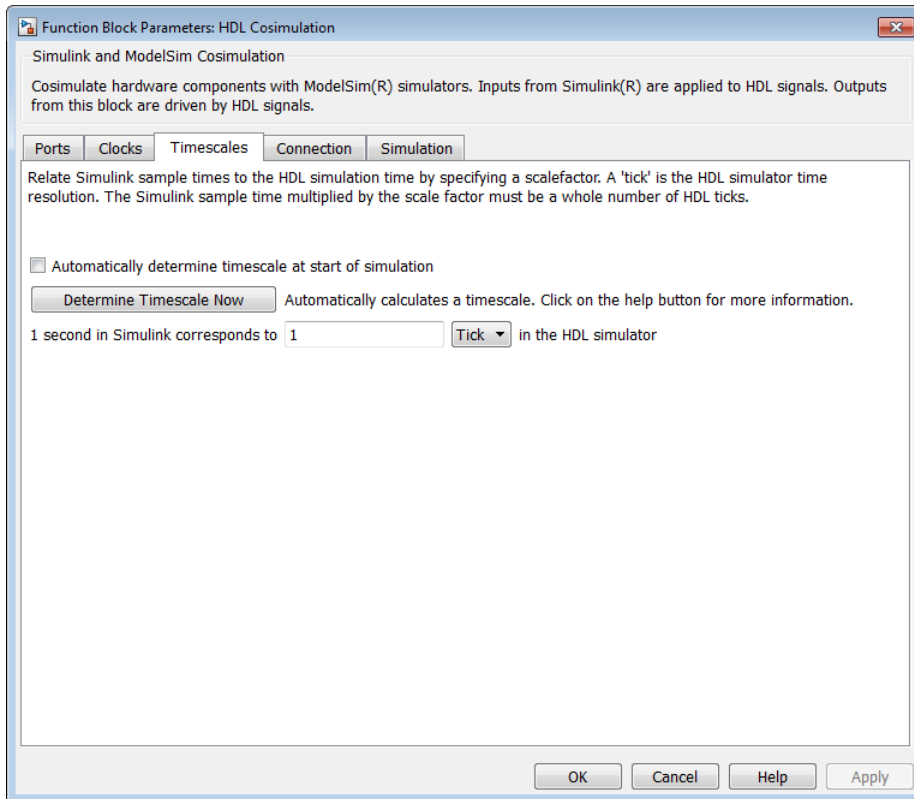 Function Block Parameters: HDL Cosimulation
Simulink and ModelSim Cosimulation
Cosimulate hardware components with ModelSim(R) simulators. Inputs from Simulink(R) are applied to HDL signals. Outputs
from this block are driven by HDL signals.
Ports Clocks Timescales Connection Simulation
Relate Simulink sample times to the HDL simulation time by specifying a scalefactor. A 'tick' is the HDL simulator time
resolution. The Simulink sample time multiplied by the scale factor must be a whole number of HDL ticks.
Automatically determine timescale at start of simulation
Determine Timescale Now Automatically calculates a timescale. Click on the help button for more information.
1 second in Simulink corresponds to 1 Tick in the HDL simulator
OK Cancel Help Apply